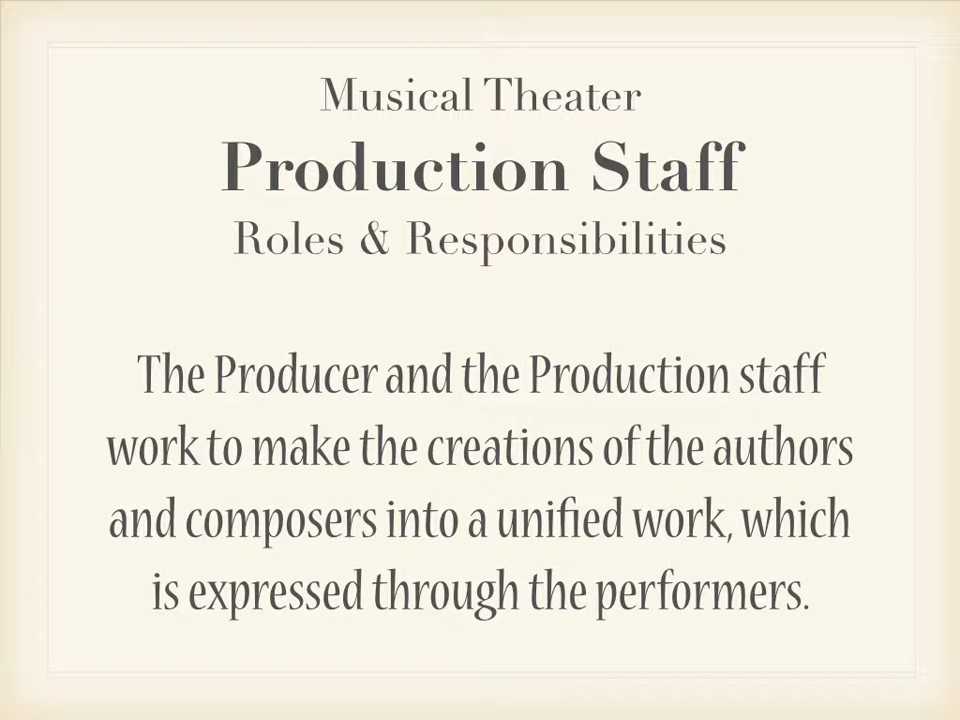 Musical Theater
Production Staff
Roles & Responsibilities
The Producer and the Production staff
work to make the creations of the authors
and composers into a unified work, which
is expressed through the performers.